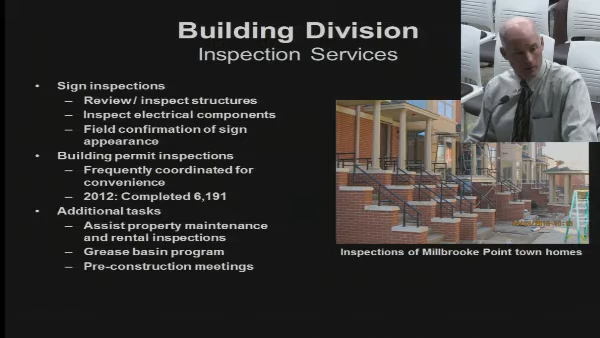 Building Division
Inspection Services
• Sign inspections
– Review / inspect structures
– Inspect electrical components
– Field confirmation of sign
appearance
• Building permit inspections
– Frequently coordinated for
convenience
– 2012: Completed 6,191
• Additional tasks
– Assist property maintenance
and rental inspections
– Grease basin program
– Pre-construction meetings
Inspections of Millbrooke Point town homes